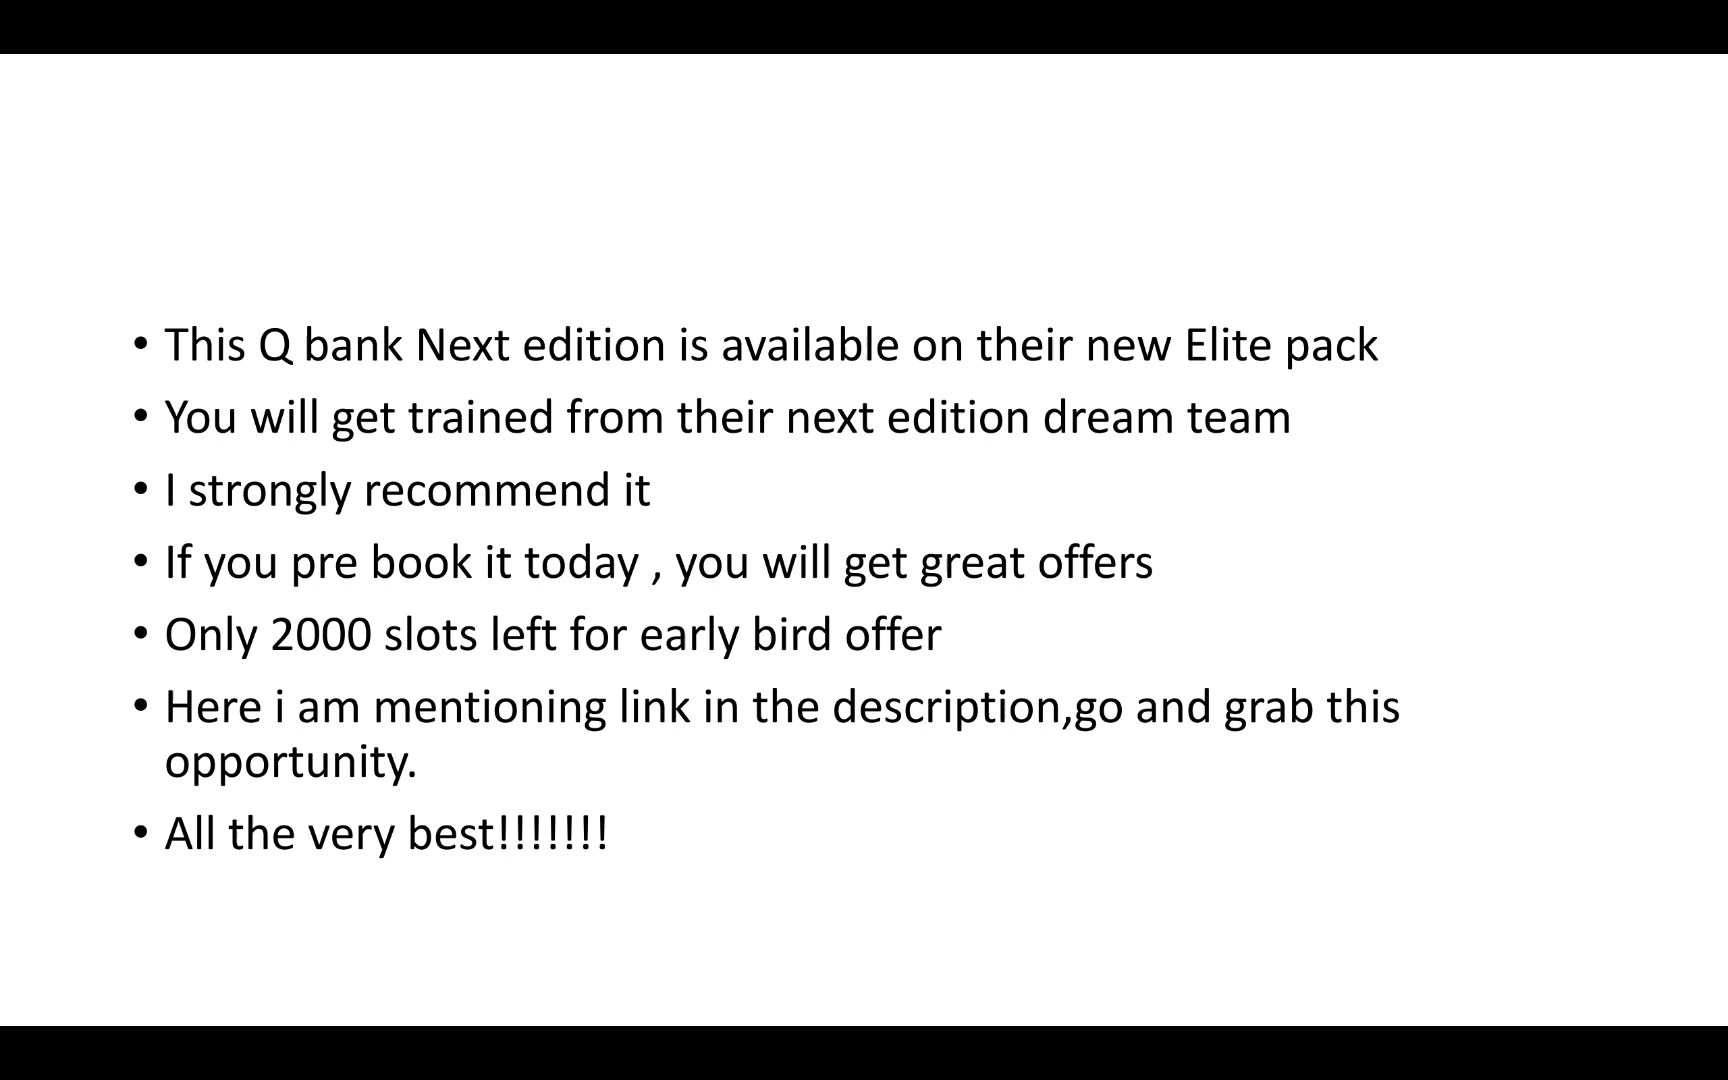 • This Q bank Next edition is available on their new Elite pack
• You will get trained from their next edition dream team
• I strongly recommend it
• If you pre book it today , you will get great offers
• Only 2000 slots left for early bird offer
• Here i am mentioning link in the description,go and grab this
opportunity.
• All the very best!!!!!!!